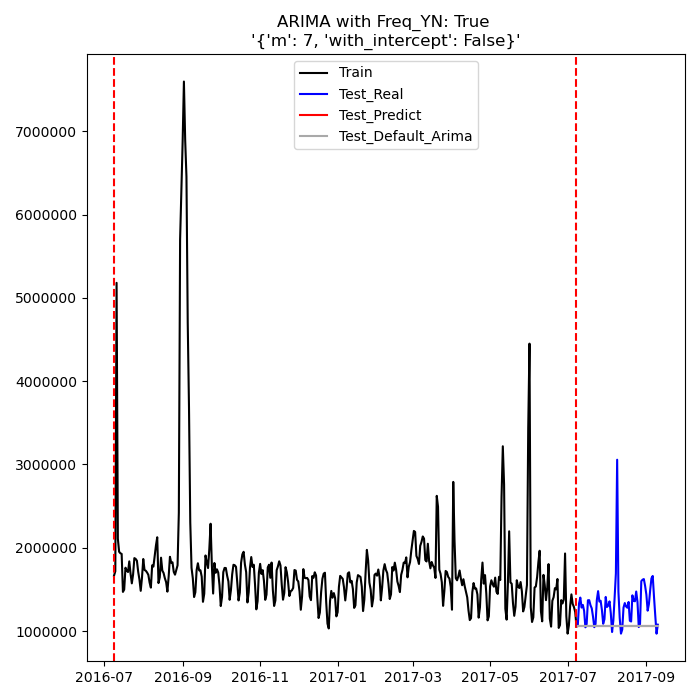 ARIMA with Freq_YN: True
'{'m': 7, 'with_intercept': False}'
Train
Test_Real
Test_Predict
Test_Default_Arima
7000000
6000000
5000000
4000000
3000000
2000000
1000000
2016-07 2016-09 2016-11 2017-01 2017-03 2017-05 2017-07 2017-09